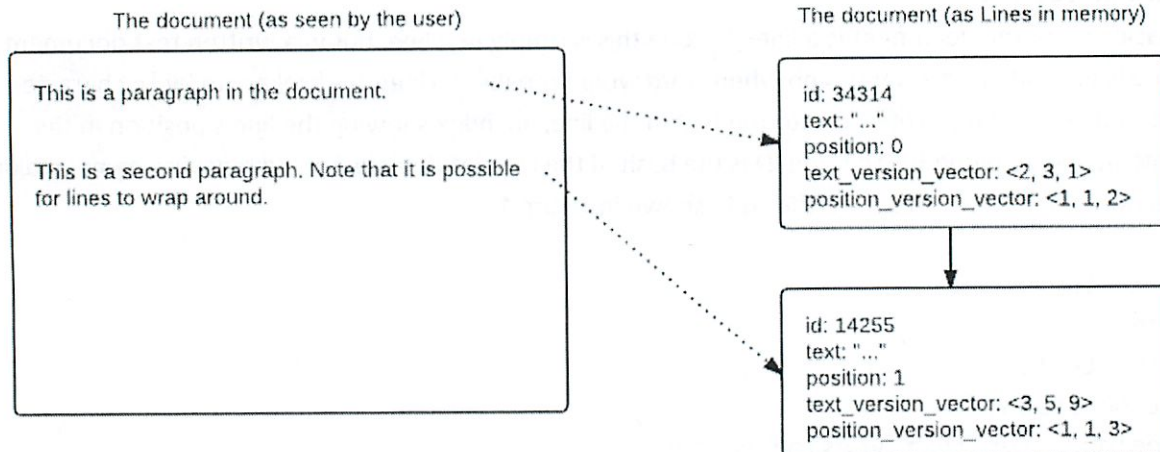 The document (as seen by the user)
This is a paragraph in the document.
This is a second paragraph. Note that it is possible
for lines to wrap around.
The document (as Lines in memory)
id: 34314
text: "..."
position: 0
text_version_vector: <2, 3, 1>
position_version_vector: <1, 1, 2>
id: 14255
text: "..."
position: 1
text_version_vector: <3, 5, 9>
position_version_vector: <1, 1, 3>